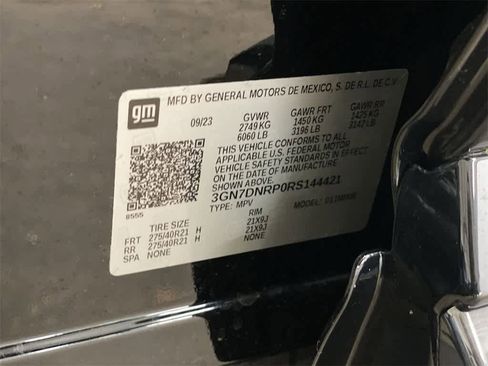 gm
MFD BY GENERAL MOTORS DE MEXICO, S. DE R.L. DE C.V.
09/23 GVWR GAWR FRT GAWR RR
2749 KG 1450 KG 1425 KG
6060 LB 3196 LB 3142 LB
THIS VEHICLE CONFORMS TO ALL
APPLICABLE U.S. FEDERAL MOTOR
VEHICLE SAFETY STANDARDS IN EFFECT
ON THE DATE OF MANUFACTURE
SHOWN ABOVE.
3GN7DNRP0RS144421
TYPE: MPV MODEL:
8555
TIRE SIZE RIM
FRT 275/40R21 H 21X9J
RR 275/40R21 H 21X9J
SPA NONE NONE